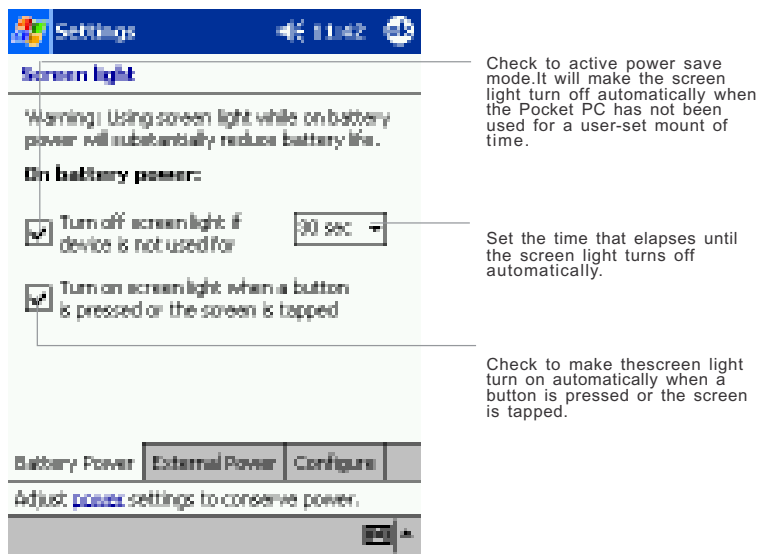 Settings 11:42 ok
Screen light
Warning: Using screen light while on battery
power will substantially reduce battery life.
On battery power:
Turn off screen light if
device is not used for
30 sec
Turn on screen light when a button
is pressed or the screen is tapped
Battery Power External Power Configure
Adjust power settings to conserve power.
Check to active power save
mode.It will make the screen
light turn off automatically when
the Pocket PC has not been
used for a user-set mount of
time.
Set the time that elapses until
the screen light turns off
automatically.
Check to make thescreen light
turn on automatically when a
button is pressed or the screen
is tapped.